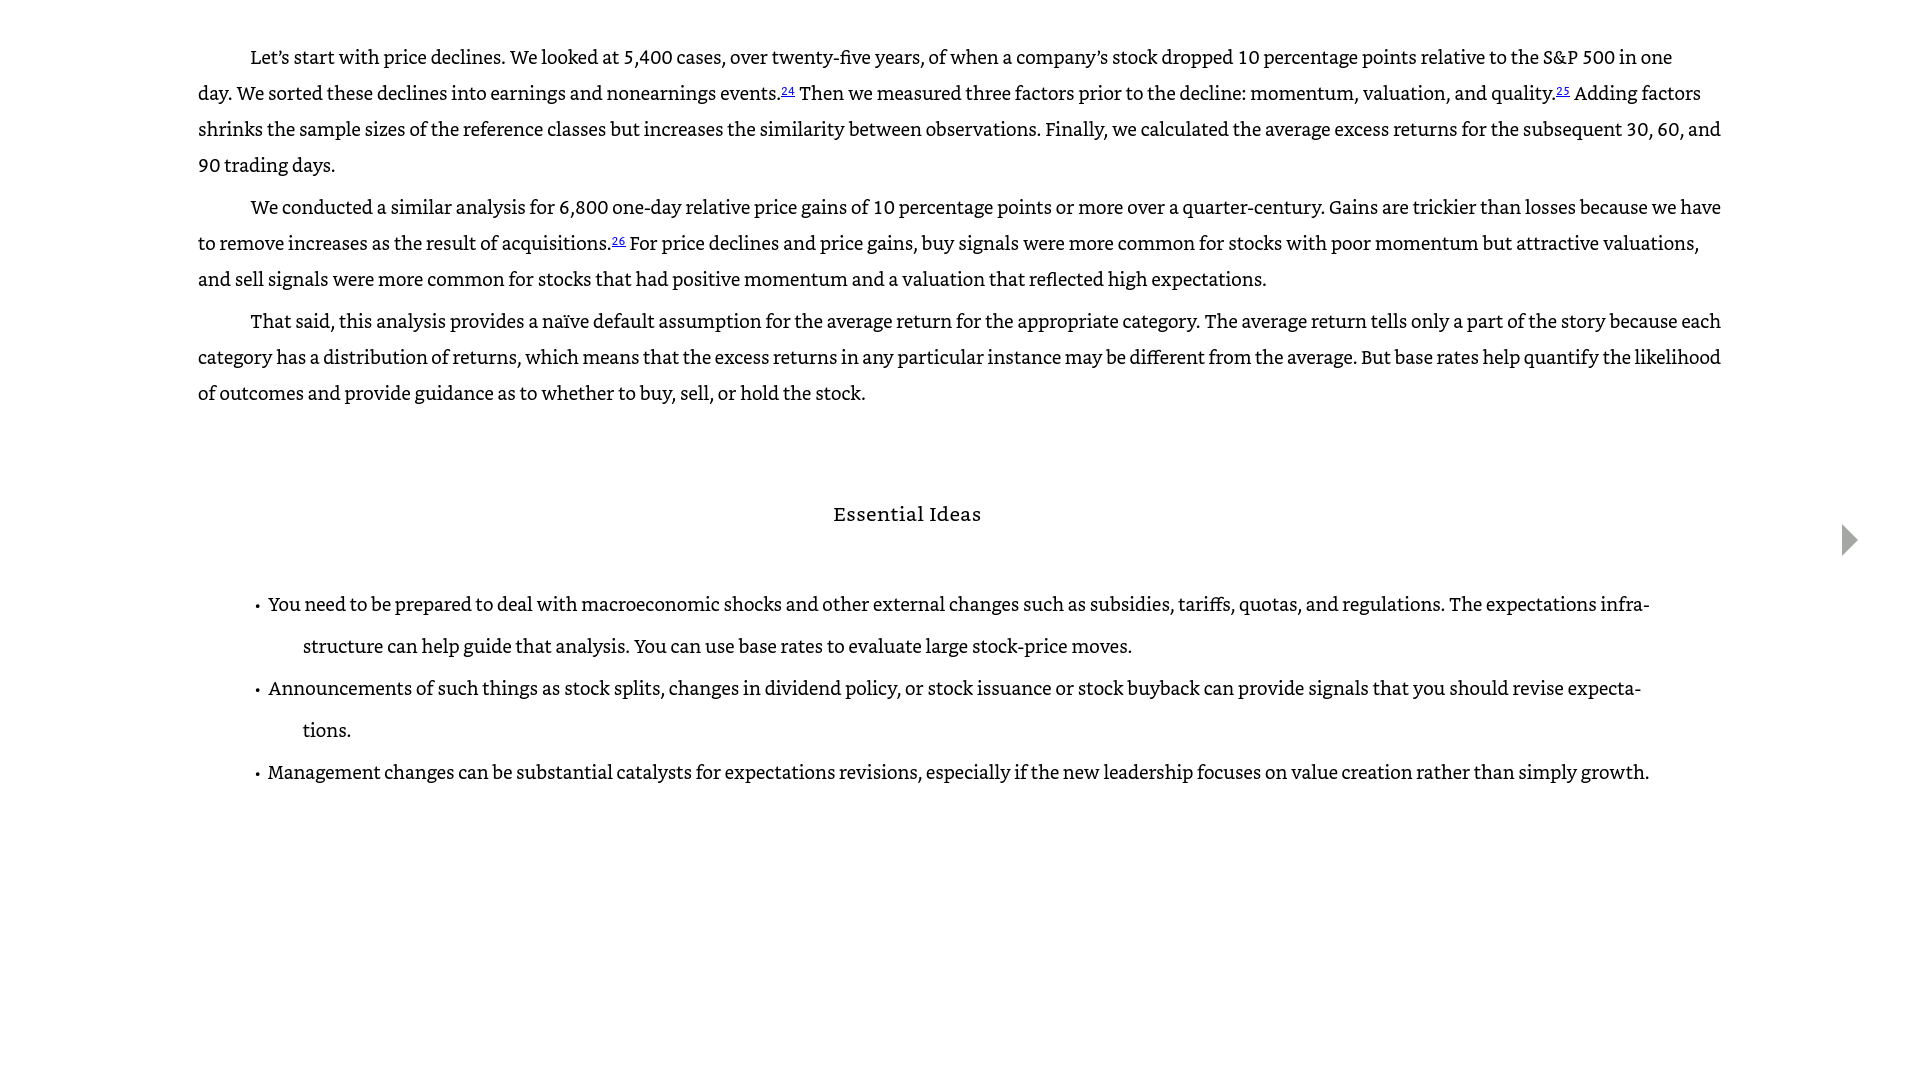 Let’s start with price declines. We looked at 5,400 cases, over twenty-five years, of when a company’s stock dropped 10 percentage points relative to the S&P 500 in one
day. We sorted these declines into earnings and nonearnings events.24 Then we measured three factors prior to the decline: momentum, valuation, and quality.25 Adding factors
shrinks the sample sizes of the reference classes but increases the similarity between observations. Finally, we calculated the average excess returns for the subsequent 30, 60, and
90 trading days.
We conducted a similar analysis for 6,800 one-day relative price gains of 10 percentage points or more over a quarter-century. Gains are trickier than losses because we have
to remove increases as the result of acquisitions.26 For price declines and price gains, buy signals were more common for stocks with poor momentum but attractive valuations,
and sell signals were more common for stocks that had positive momentum and a valuation that reflected high expectations.
That said, this analysis provides a naïve default assumption for the average return for the appropriate category. The average return tells only a part of the story because each
category has a distribution of returns, which means that the excess returns in any particular instance may be different from the average. But base rates help quantify the likelihood
of outcomes and provide guidance as to whether to buy, sell, or hold the stock.
Essential Ideas
• You need to be prepared to deal with macroeconomic shocks and other external changes such as subsidies, tariffs, quotas, and regulations. The expectations infra-
structure can help guide that analysis. You can use base rates to evaluate large stock-price moves.
• Announcements of such things as stock splits, changes in dividend policy, or stock issuance or stock buyback can provide signals that you should revise expecta-
tions.
• Management changes can be substantial catalysts for expectations revisions, especially if the new leadership focuses on value creation rather than simply growth.